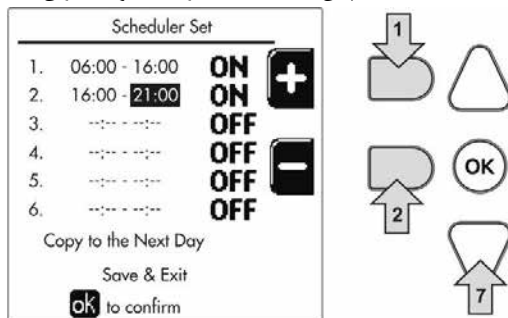 Scheduler Set
1. 06:00 - 16:00 ON
2. 16:00 - 21:00 ON
3. --:-- - --:-- OFF
4. --:-- - --:-- OFF
5. --:-- - --:-- OFF
6. --:-- - --:-- OFF
Copy to the Next Day
Save & Exit
ok to confirm
+
-
1
2
OK
7